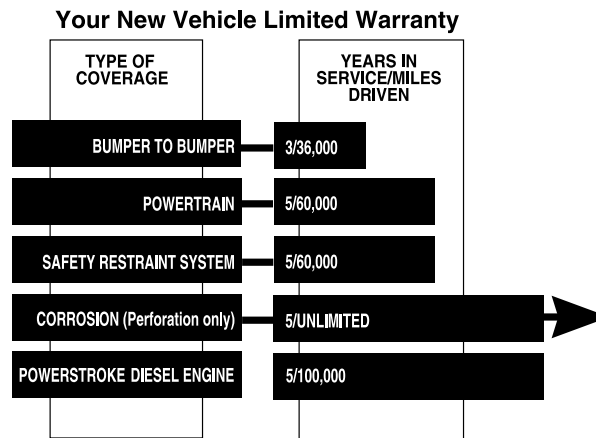 Your New Vehicle Limited Warranty
TYPE OF
COVERAGE
YEARS IN
SERVICE/MILES
DRIVEN
BUMPER TO BUMPER
3/36,000
POWERTRAIN
5/60,000
SAFETY RESTRAINT SYSTEM
5/60,000
CORROSION (Perforation only)
5/UNLIMITED
POWERSTROKE DIESEL ENGINE
5/100,000